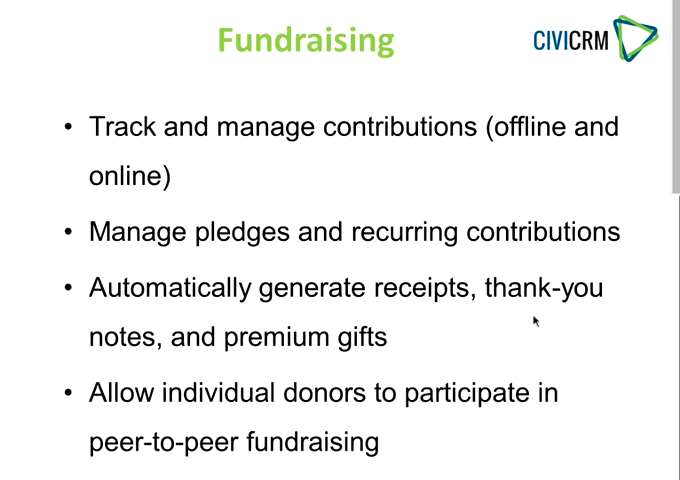 Fundraising
CIVICRM
• Track and manage contributions (offline and
online)
• Manage pledges and recurring contributions
• Automatically generate receipts, thank-you
notes, and premium gifts
• Allow individual donors to participate in
peer-to-peer fundraising